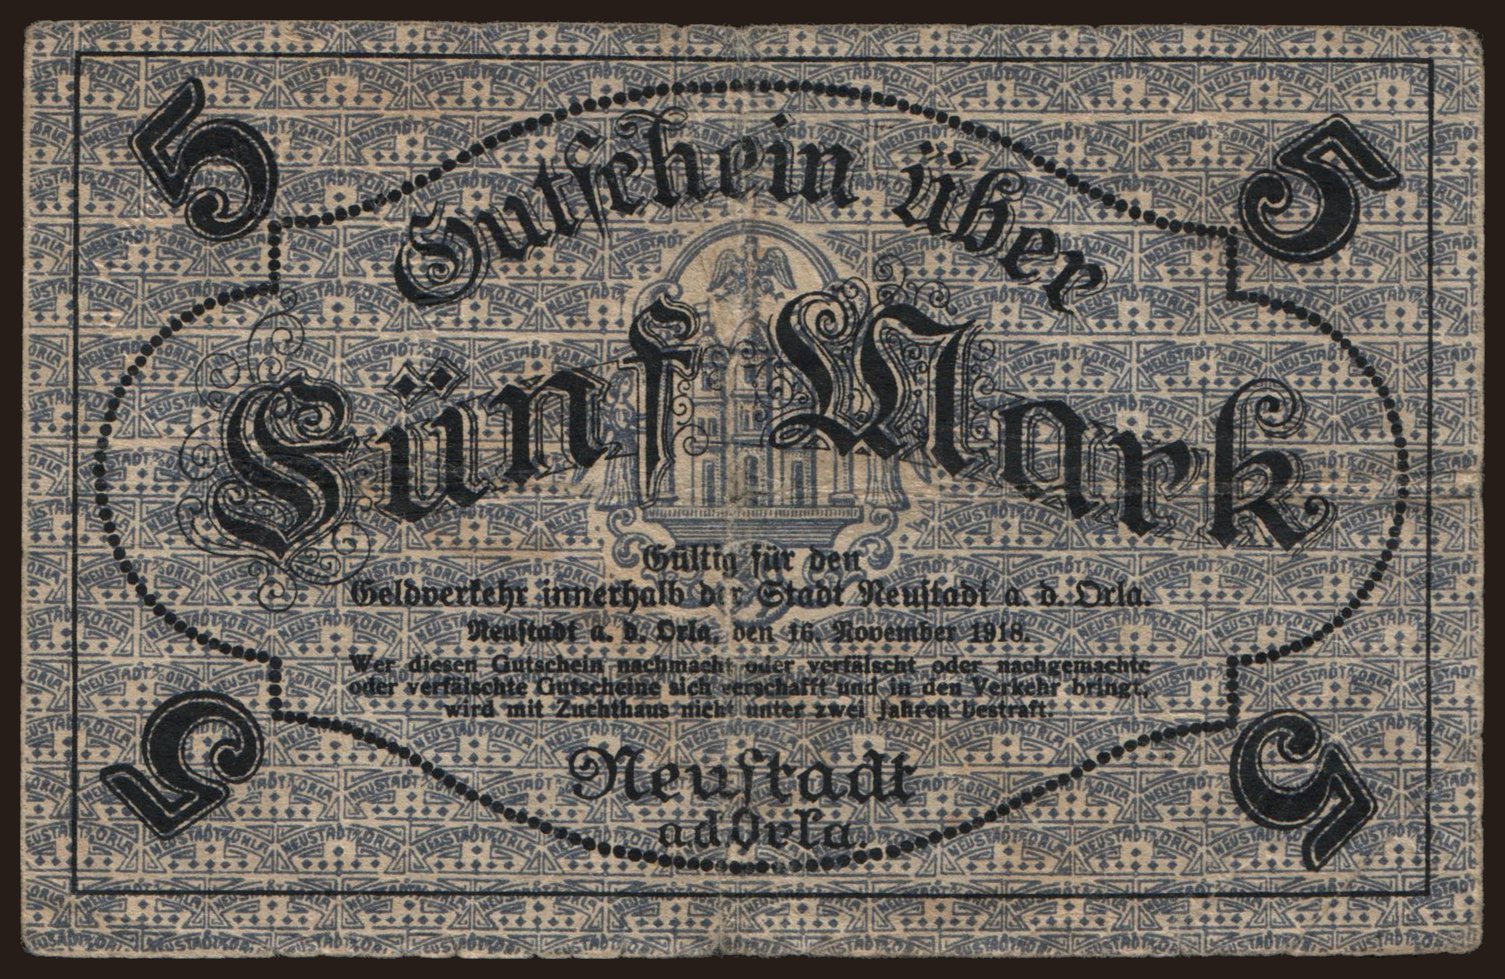 5
5
Gutschein über
Fünf Mark
Gültig für den
Geldverkehr innerhalb der Stadt Neustadt a. d. Orla.
Neustadt a. d. Orla, den 16. November 1918.
Wer diesen Gutschein nachmacht oder verfälscht oder nachgemachte
oder verfälschte Gutscheine sich verschafft und in den Verkehr bringt,
wird mit Zuchthaus nicht unter zwei Jahren bestraft.
Neustadt
ad Orla.
5
5